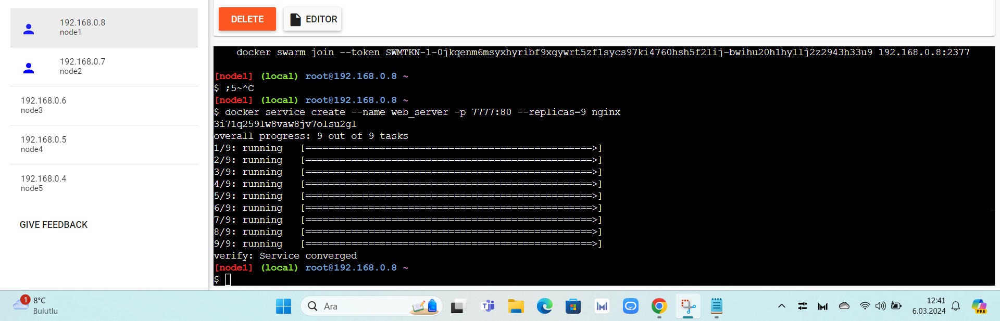 192.168.0.8
node1
192.168.0.7
node2
192.168.0.6
node3
192.168.0.5
node4
192.168.0.4
node5
GIVE FEEDBACK
DELETE
EDITOR
docker swarm join --token SWMTKN-1-0jkqenm6msyxhyribf9xgywrt5zf1sycs97ki4760hsh5f2lij-bwihu20h1hyllj2z2943h33u9 192.168.0.8:2377
[node1] (local) root@192.168.0.8 ~
$ ;5~^C
[node1] (local) root@192.168.0.8 ~
$ docker service create --name web_server -p 7777:80 --replicas=9 nginx
3i71q259lw8vaw8jv7olsu2gl
overall progress: 9 out of 9 tasks
1/9: running   [==================================================>]
2/9: running   [==================================================>]
3/9: running   [==================================================>]
4/9: running   [==================================================>]
5/9: running   [==================================================>]
6/9: running   [==================================================>]
7/9: running   [==================================================>]
8/9: running   [==================================================>]
9/9: running   [==================================================>]
verify: Service converged
[node1] (local) root@192.168.0.8 ~
$
1
8°C
Bulutlu
Ara
12:41
6.03.2024
PRE